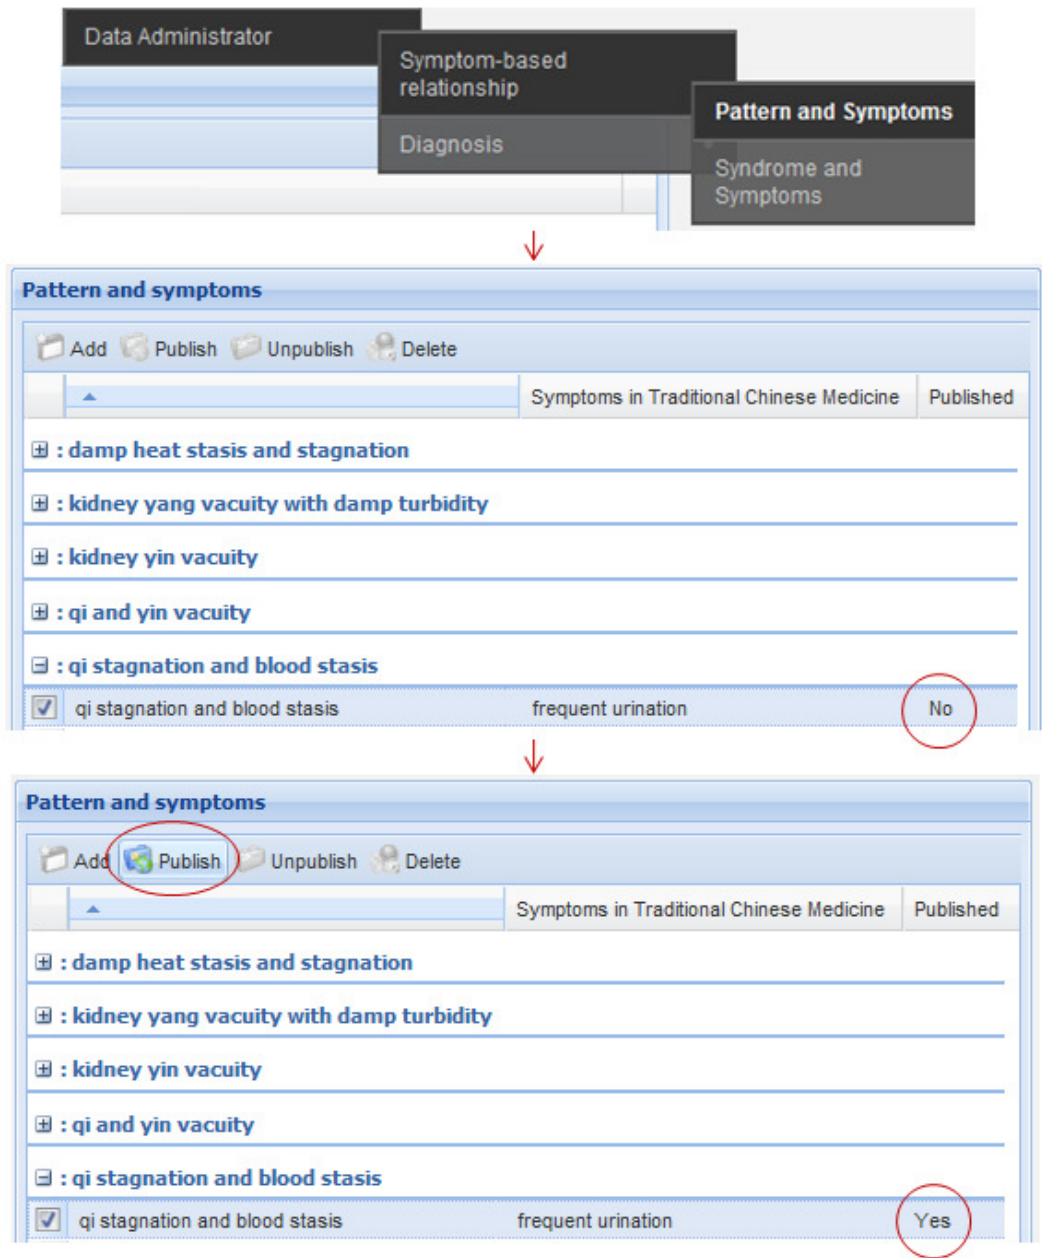 Data Administrator
Symptom-based
relationship
Diagnosis
Pattern and Symptoms
Syndrome and
Symptoms
Pattern and symptoms
Add Publish Unpublish Delete
Symptoms in Traditional Chinese Medicine Published
: damp heat stasis and stagnation
: kidney yang vacuity with damp turbidity
: kidney yin vacuity
: qi and yin vacuity
: qi stagnation and blood stasis
qi stagnation and blood stasis frequent urination No
Pattern and symptoms
Add Publish Unpublish Delete
Symptoms in Traditional Chinese Medicine Published
: damp heat stasis and stagnation
: kidney yang vacuity with damp turbidity
: kidney yin vacuity
: qi and yin vacuity
: qi stagnation and blood stasis
qi stagnation and blood stasis frequent urination Yes